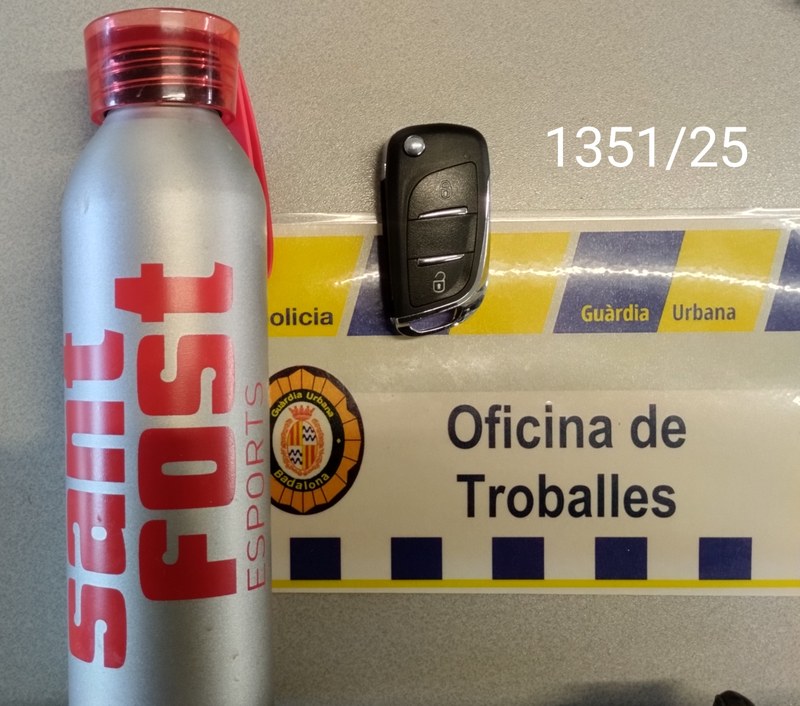 sant
fost
ESPORTS
1351/25
olicia
Guàrdia Urbana
Guàrdia Urbana
Badalona
Oficina de
Troballes